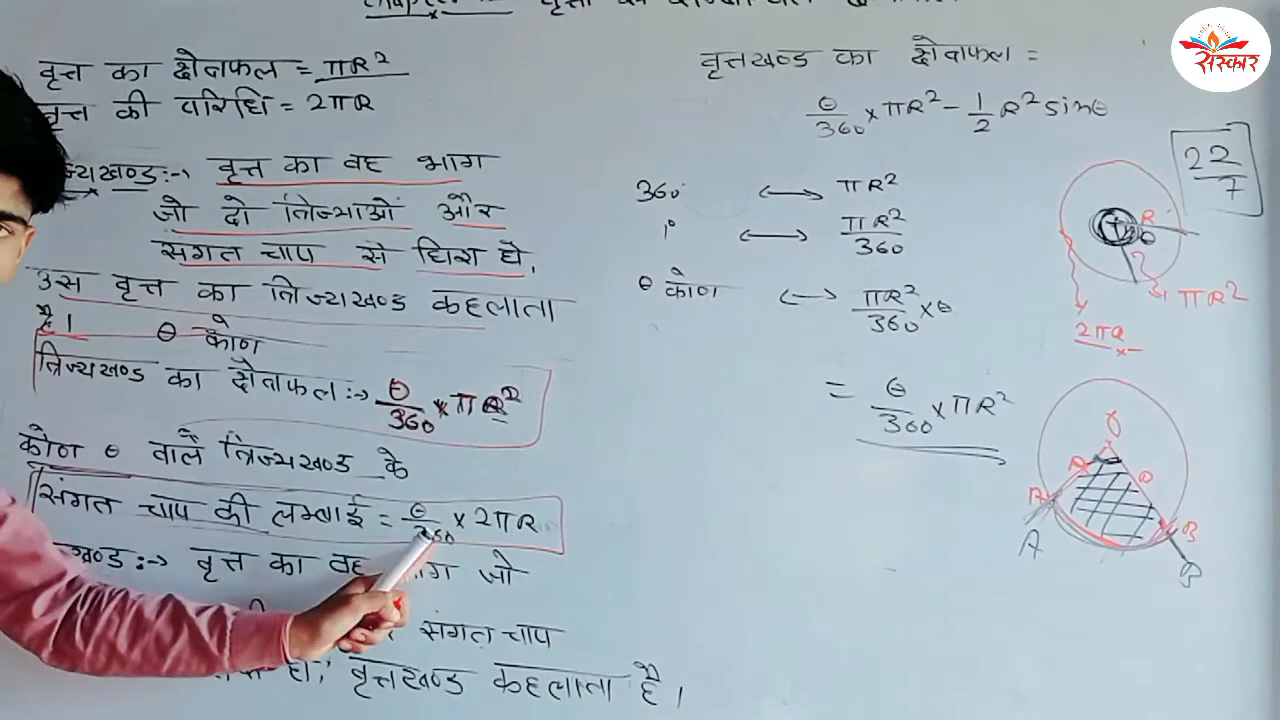 वृत्त का क्षेत्रफल = πR²
वृत्त की परिधि = 2πR
वृत्त का वह भाग
जो दो त्रिज्याओं और
संगत चाप से घिरा हो,
उस वृत्त का त्रिज्यखण्ड कहलाता
है। θ कोण
त्रिज्यखण्ड का क्षेत्रफल :→ θ/360 × πR²
कोण θ वाले त्रिज्यखण्ड के
संगत चाप की लम्बाई = θ/360 × 2πR
खण्ड :→ वृत्त का वह भाग जो
संगत चाप
हो, वृत्तखण्ड कहलाता है।
वृत्तखण्ड का क्षेत्रफल =
θ/360 × πR² - 1/2 R² sinθ
360° ⟷ πR²
1° ⟷ πR²/360
θ कोण ⟷ πR²/360 × θ
= θ/360 × πR²
संस्कार
22/7
R
θ
πR²
2πR
O
R
A
B
A
B